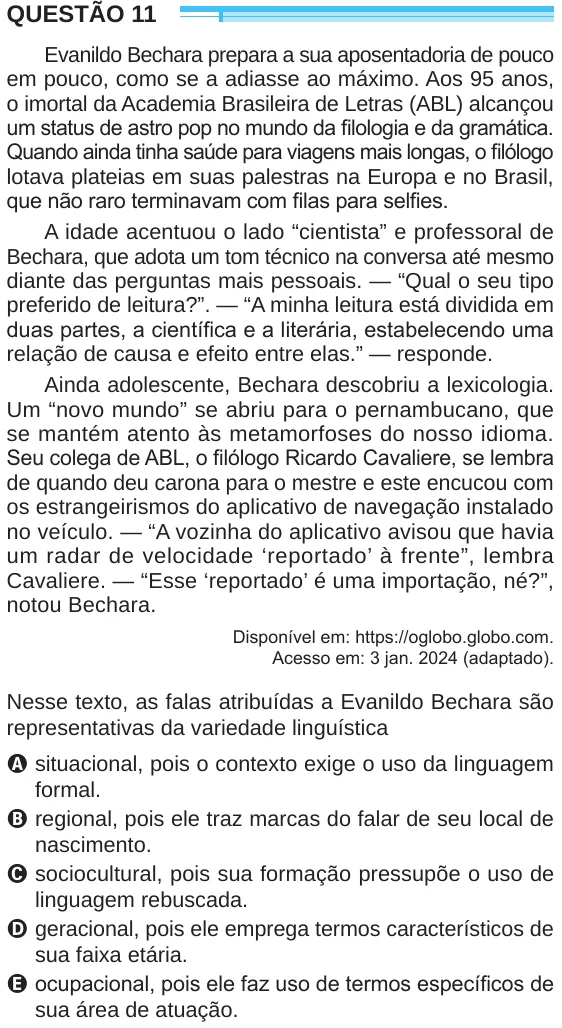 QUESTÃO 11
Evanildo Bechara prepara a sua aposentadoria de pouco
em pouco, como se a adiasse ao máximo. Aos 95 anos,
o imortal da Academia Brasileira de Letras (ABL) alcançou
um status de astro pop no mundo da filologia e da gramática.
Quando ainda tinha saúde para viagens mais longas, o filólogo
lotava plateias em suas palestras na Europa e no Brasil,
que não raro terminavam com filas para selfies.
A idade acentuou o lado “cientista” e professoral de
Bechara, que adota um tom técnico na conversa até mesmo
diante das perguntas mais pessoais. — “Qual o seu tipo
preferido de leitura?”. — “A minha leitura está dividida em
duas partes, a científica e a literária, estabelecendo uma
relação de causa e efeito entre elas.” — responde.
Ainda adolescente, Bechara descobriu a lexicologia.
Um “novo mundo” se abriu para o pernambucano, que
se mantém atento às metamorfoses do nosso idioma.
Seu colega de ABL, o filólogo Ricardo Cavaliere, se lembra
de quando deu carona para o mestre e este encucou com
os estrangeirismos do aplicativo de navegação instalado
no veículo. — “A vozinha do aplicativo avisou que havia
um radar de velocidade ‘reportado’ à frente”, lembra
Cavaliere. — “Esse ‘reportado’ é uma importação, né?”,
notou Bechara.
Disponível em: https://oglobo.globo.com.
Acesso em: 3 jan. 2024 (adaptado).
Nesse texto, as falas atribuídas a Evanildo Bechara são
representativas da variedade linguística
A situacional, pois o contexto exige o uso da linguagem
formal.
B regional, pois ele traz marcas do falar de seu local de
nascimento.
C sociocultural, pois sua formação pressupõe o uso de
linguagem rebuscada.
D geracional, pois ele emprega termos característicos de
sua faixa etária.
E ocupacional, pois ele faz uso de termos específicos de
sua área de atuação.